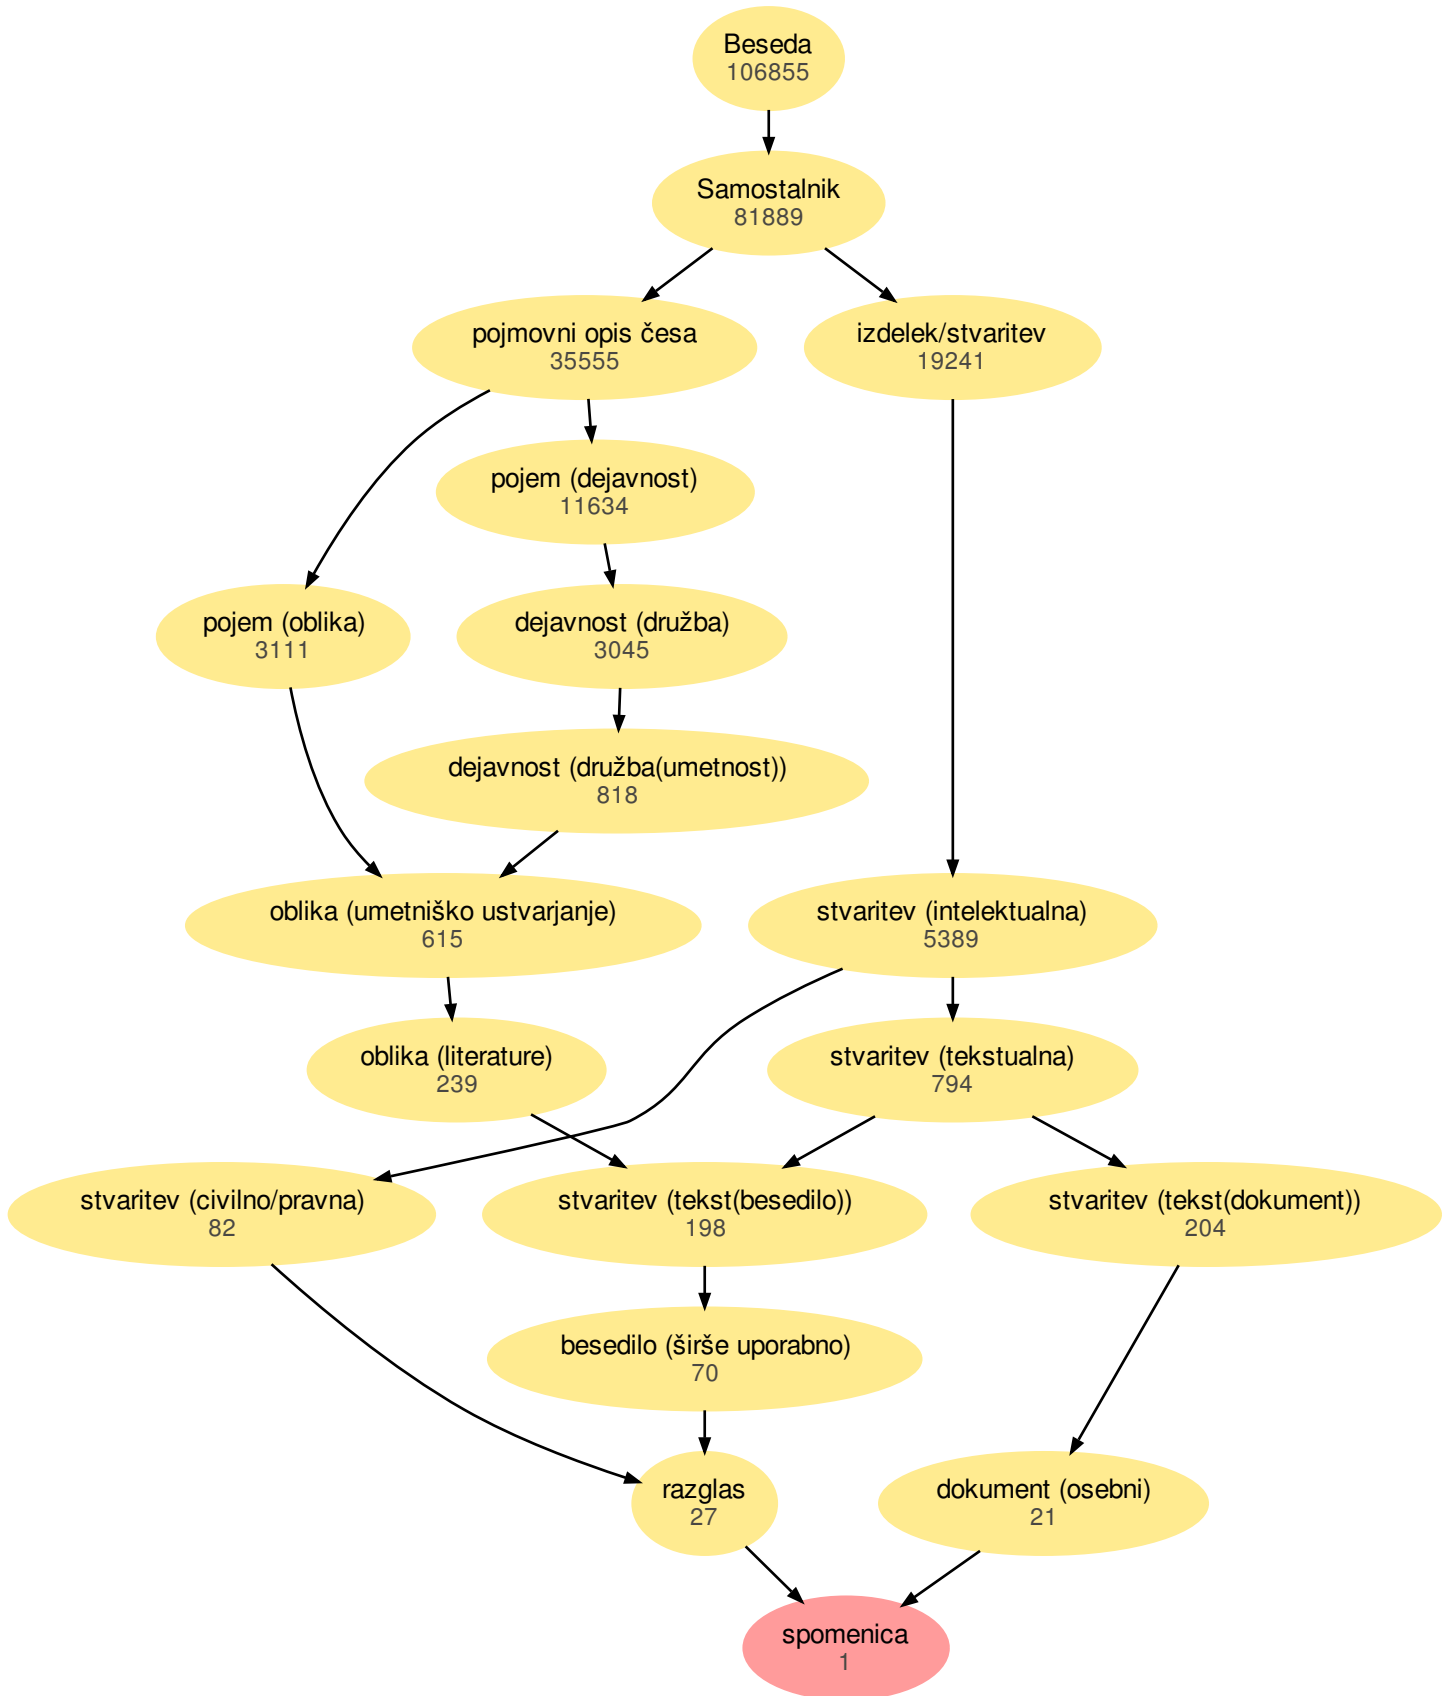 Beseda
106855
Samostalnik
81889
pojmovni opis česa
35555
izdelek/stvaritev
19241
pojem (dejavnost)
11634
pojem (oblika)
3111
dejavnost (družba)
3045
dejavnost (družba(umetnost))
818
oblika (umetniško ustvarjanje)
615
stvaritev (intelektualna)
5389
oblika (literature)
239
stvaritev (tekstualna)
794
stvaritev (civilno/pravna)
82
stvaritev (tekst(besedilo))
198
stvaritev (tekst(dokument))
204
besedilo (širše uporabno)
70
razglas
27
dokument (osebni)
21
spomenica
1